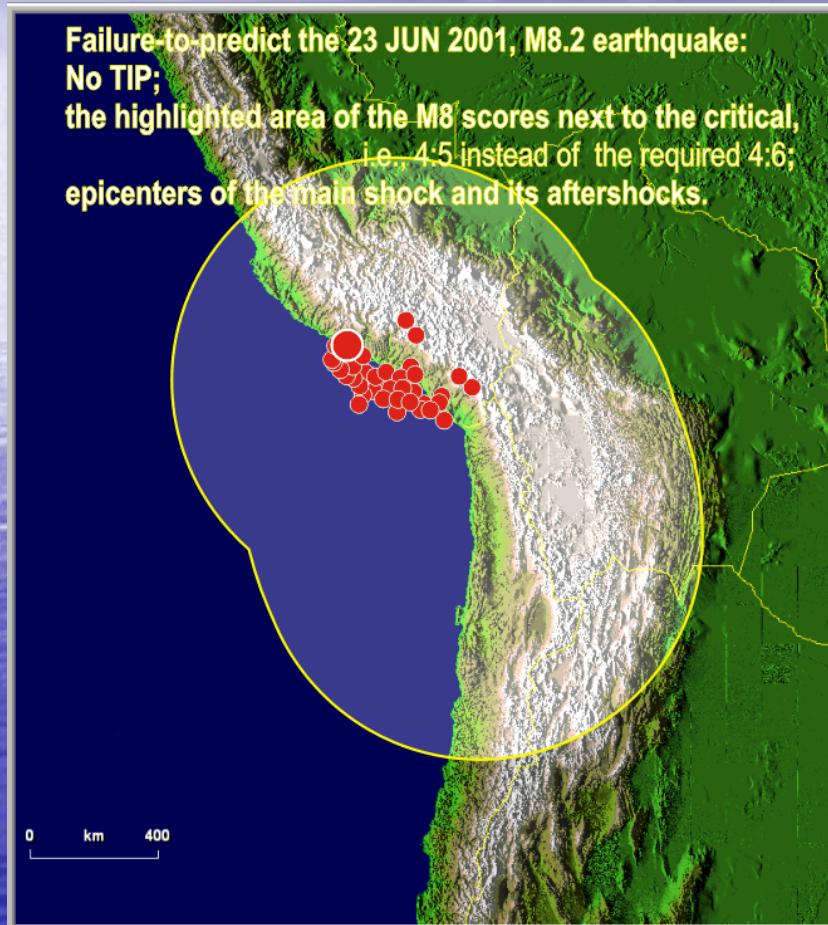 Failure-to-predict the 23 JUN 2001, M8.2 earthquake:
No TIP;
the highlighted area of the M8 scores next to the critical,
i.e., 4:5 instead of the required 4:6;
epicenters of the main shock and its aftershocks.
0 km 400